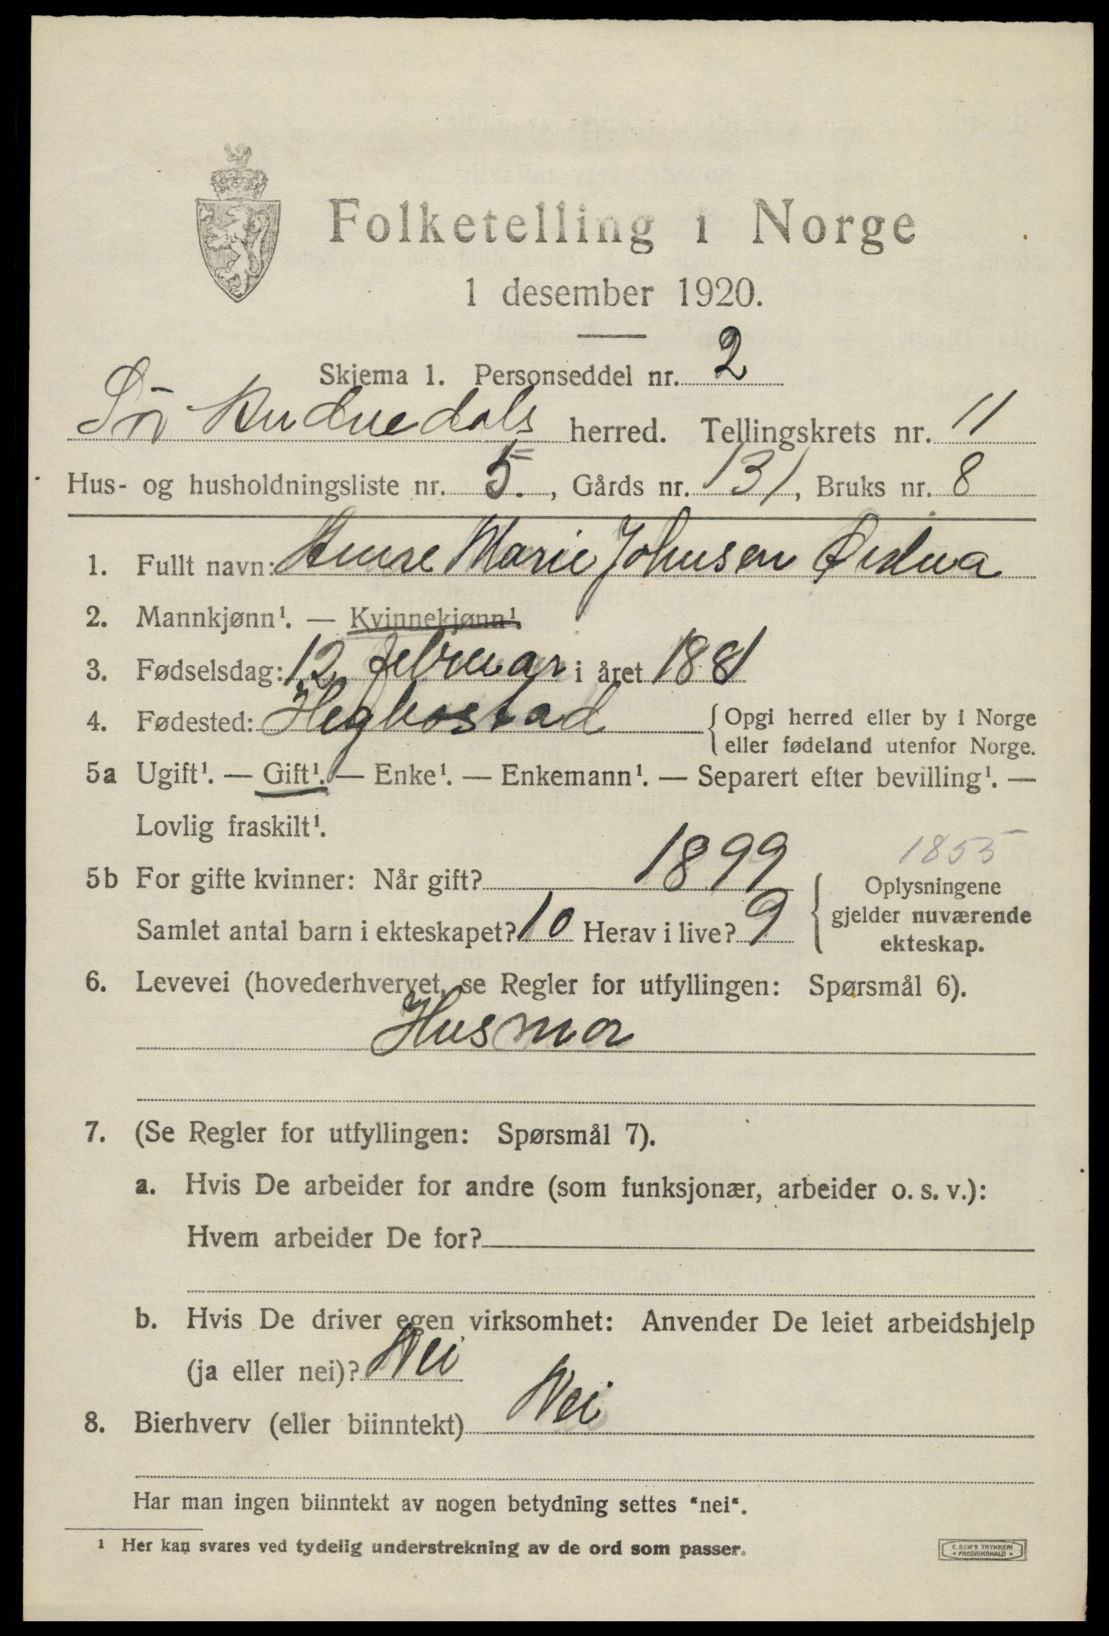 Folketelling i Norge
1 desember 1920.
Skjema 1. Personseddel nr. 2
Sör Audnedals herred. Tellingskrets nr. 11
Hus- og husholdningsliste nr. 5., Gårds nr. 131, Bruks nr. 8
1. Fullt navn: Anne Marie Johnsen
2. Mannkjønn¹. — Kvinnekjønn¹.
3. Fødselsdag: 12 februar i året 1881
4. Fødested: Hegbostad {Opgi herred eller by i Norge
eller fødeland utenfor Norge.
5a Ugift¹. — Gift¹. — Enke¹. — Enkemann¹. — Separert efter bevilling¹. —
Lovlig fraskilt¹.
1855
5b For gifte kvinner: Når gift? 1899 Oplysningene
gjelder nuværende
Samlet antal barn i ekteskapet? 10 Herav i live? 9 ekteskap.
6. Levevei (hovederhvervet, se Regler for utfyllingen: Spørsmål 6).
Husmor
7. (Se Regler for utfyllingen: Spørsmål 7).
a. Hvis De arbeider for andre (som funksjonær, arbeider o. s. v.):
Hvem arbeider De for?
b. Hvis De driver egen virksomhet: Anvender De leiet arbeidshjelp
(ja eller nei)? Nei
8. Bierhverv (eller biinntekt) Nei
Har man ingen biinntekt av nogen betydning settes "nei".
¹ Her kan svares ved tydelig understrekning av de ord som passer.
E. SEM'S TRYKKERI
• FREDRIKSHALD •